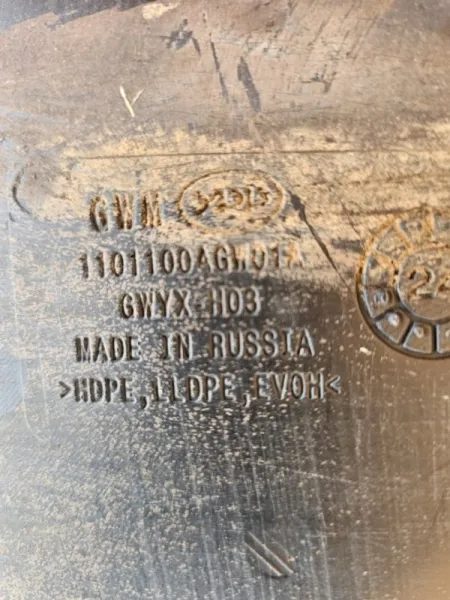 GWM
1101100AGW01A
GWYX H03
MADE IN RUSSIA
>HDPE,LLDPE,EVOH<